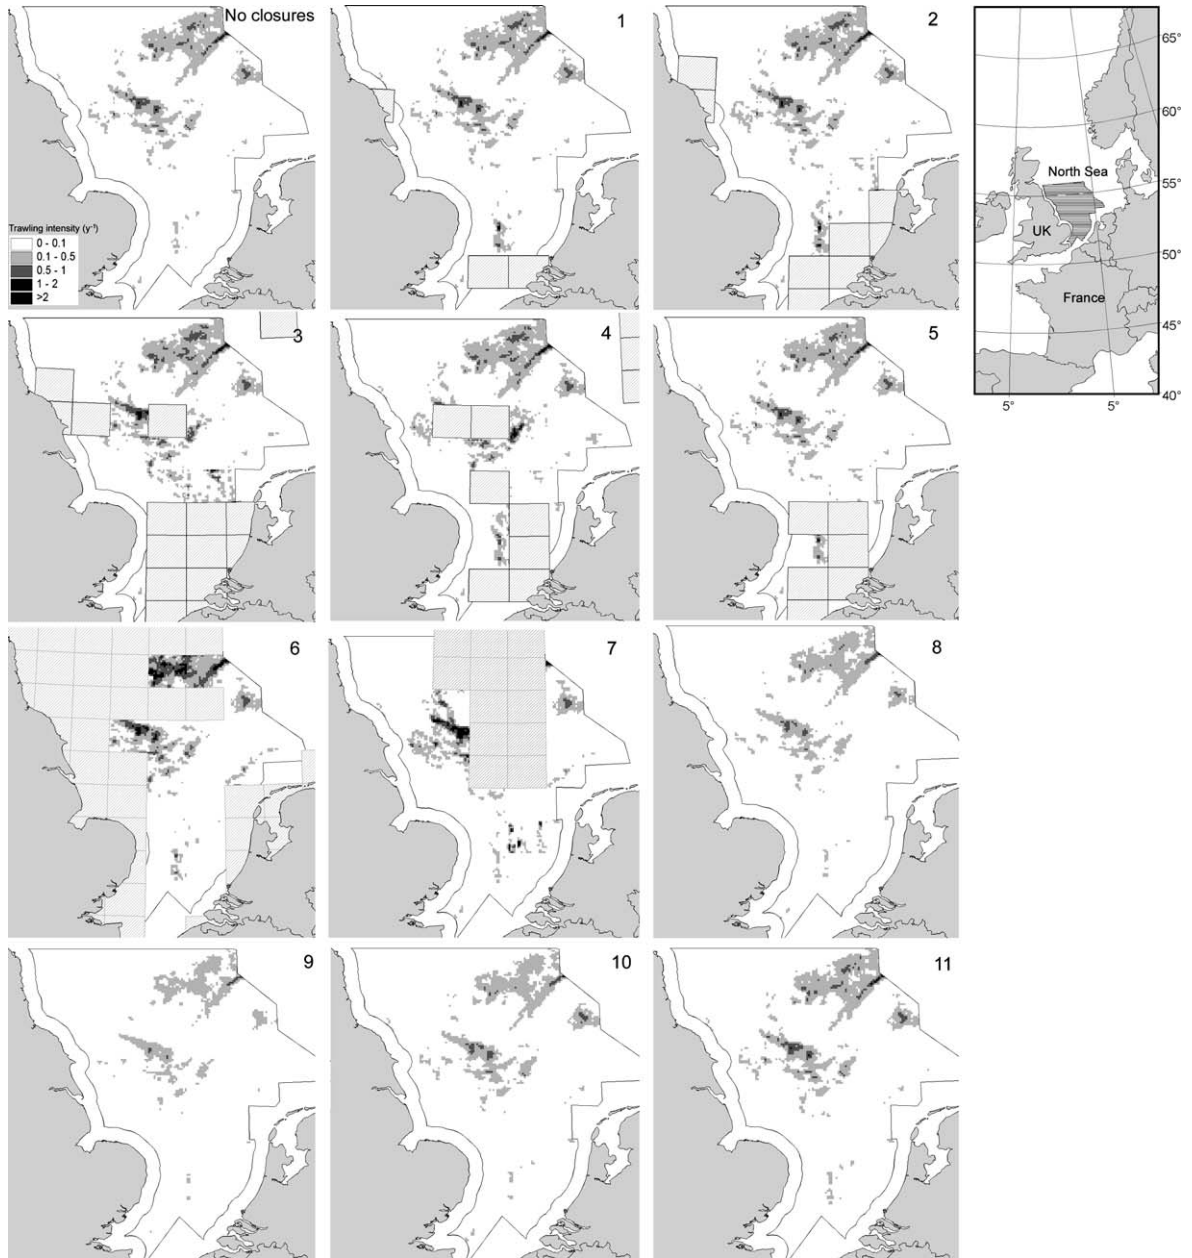 No closures
1
2
Trawling intensity (y⁻¹)
0 - 0.1
0.1 - 0.5
0.5 - 1
1 - 2
>2
65°
60°
55°
50°
45°
40°
North Sea
UK
France
5°
5°
3
4
5
6
7
8
9
10
11